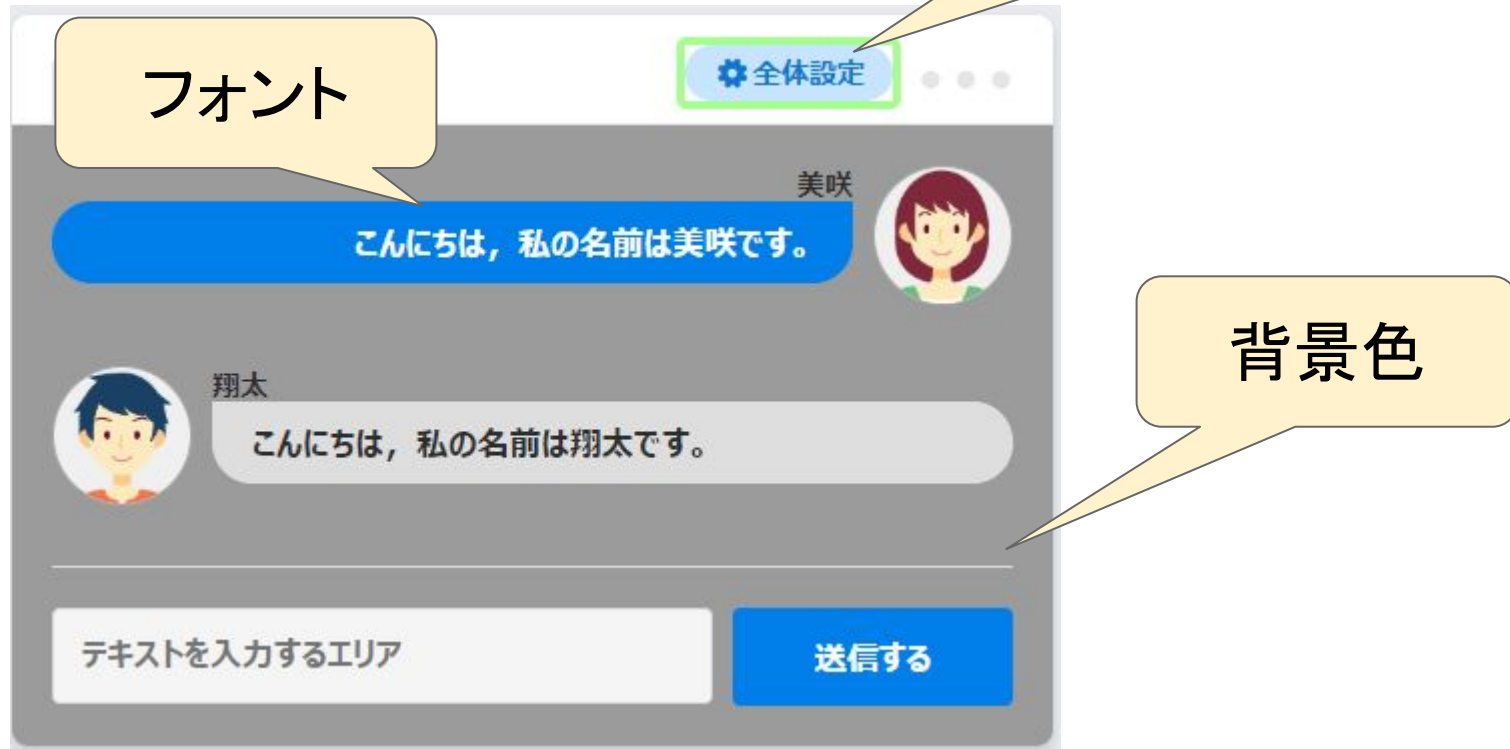 フォント
全体設定
美咲
こんにちは，私の名前は美咲です。
背景色
翔太
こんにちは，私の名前は翔太です。
テキストを入力するエリア
送信する